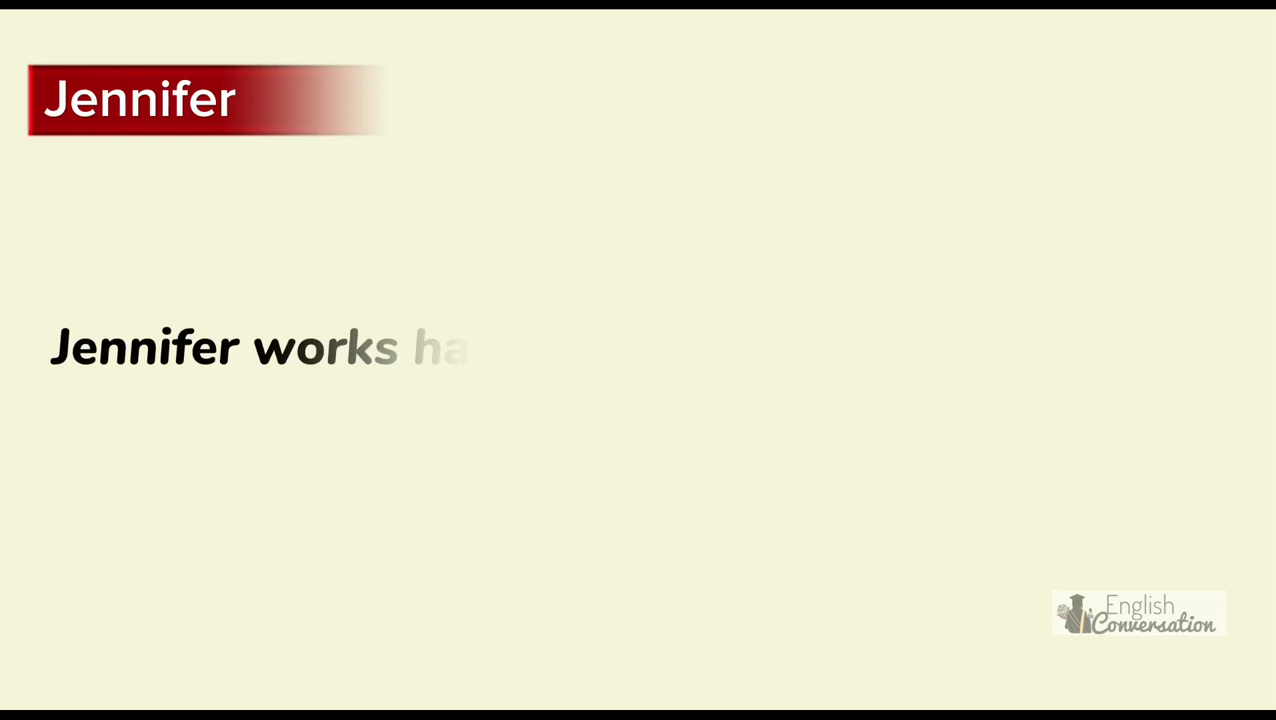 Jennifer
Jennifer works
English
Conversation